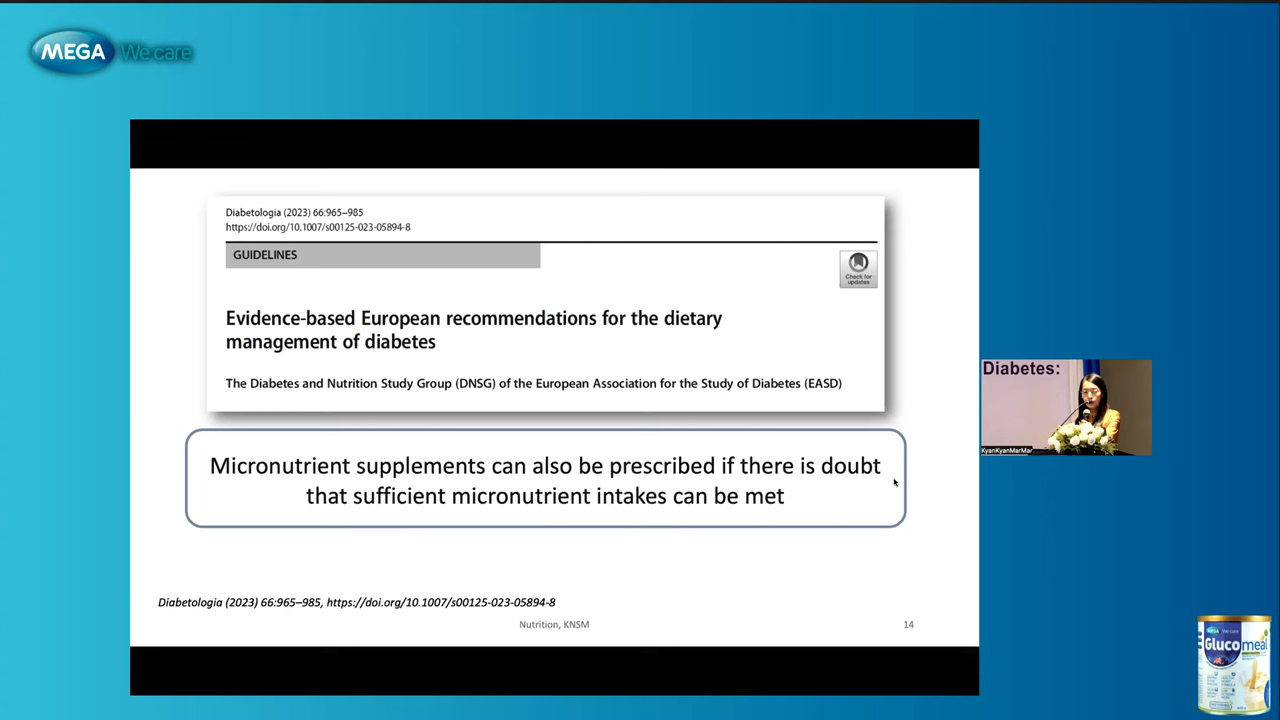 MEGA We care
Diabetologia (2023) 66:965–985
https://doi.org/10.1007/s00125-023-05894-8
GUIDELINES
Check for
updates
Evidence-based European recommendations for the dietary
management of diabetes
The Diabetes and Nutrition Study Group (DNSG) of the European Association for the Study of Diabetes (EASD)
Micronutrient supplements can also be prescribed if there is doubt
that sufficient micronutrient intakes can be met
Diabetologia (2023) 66:965–985, https://doi.org/10.1007/s00125-023-05894-8
Nutrition, KNSM
14
Diabetes:
KyanKyanMarMar
MEGA We care
Glucomeal